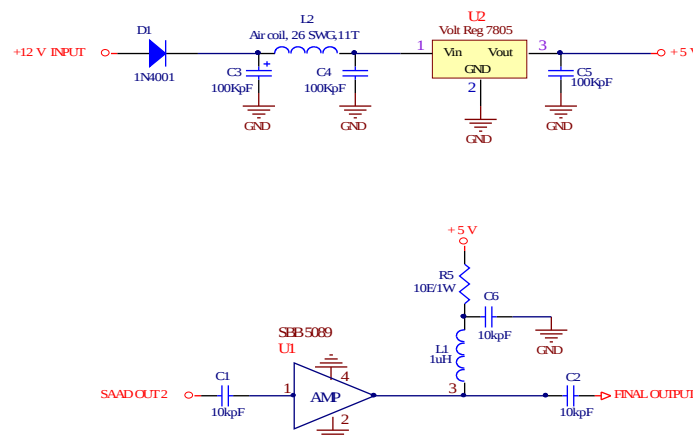 D1
L2
U2
Air coil, 26 SWG,11T
Volt Reg 7805
+12 V INPUT
1
Vin
Vout
3
+5 V
1N4001
C3
+
C4
GND
C5
100KpF
100KpF
2
100KpF
GND
GND
GND
GND
+5 V
R5
10E/1W
C6
10kpF
GND
L1
1uH
SBB5089
U1
4
C1
SAAD OUT 2
1
AMP
3
C2
FINAL OUTPUT
10kpF
2
10kpF